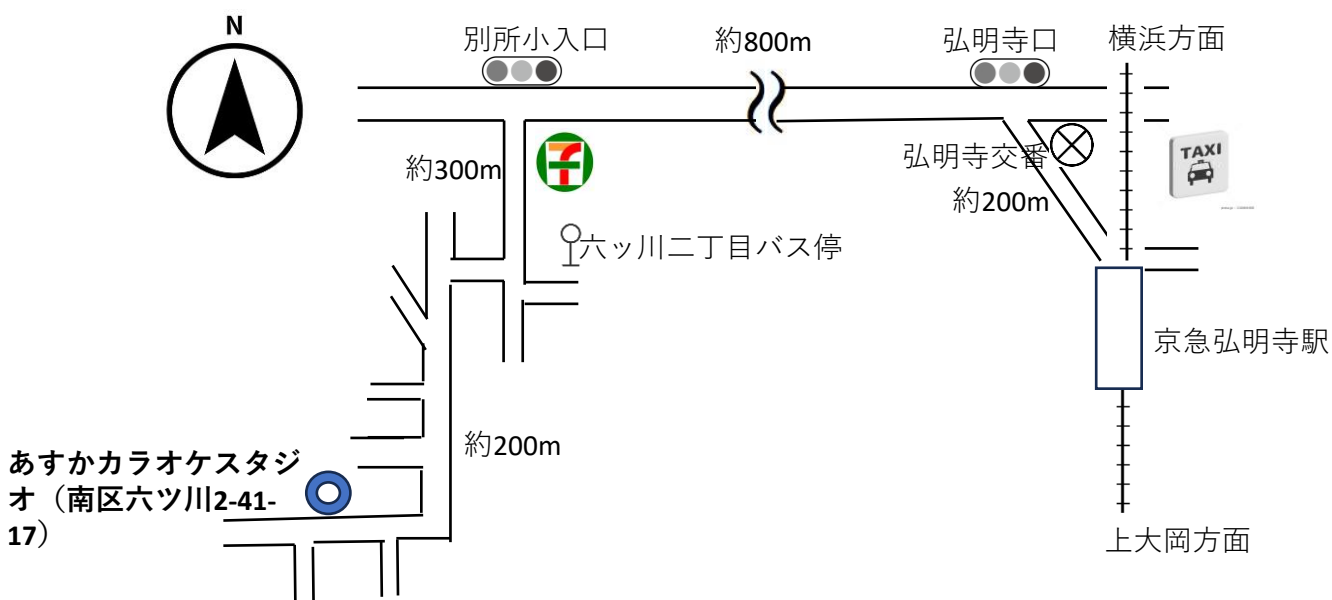 N
別所小入口
約800m
弘明寺口
横浜方面
弘明寺交番
TAXI
約300m
約200m
六ッ川二丁目バス停
京急弘明寺駅
約200m
あすかカラオケスタジ
オ（南区六ツ川2-41-
17）
上大岡方面